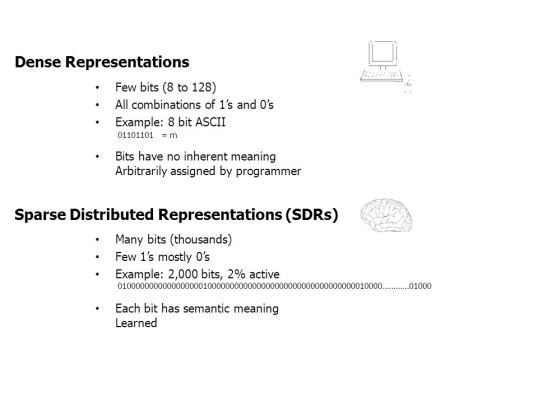 Dense Representations
• Few bits (8 to 128)
• All combinations of 1's and 0's
• Example: 8 bit ASCII
01101101 = m
• Bits have no inherent meaning
Arbitrarily assigned by programmer
Sparse Distributed Representations (SDRs)
• Many bits (thousands)
• Few 1's mostly 0's
• Example: 2,000 bits, 2% active
• Each bit has semantic meaning
Learned